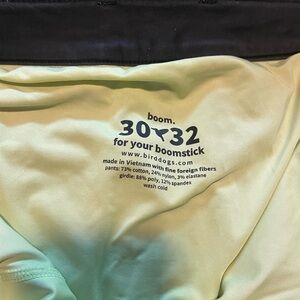 boom.
30 32
for your boomstick
www.birddogs.com
made in Vietnam with fine foreign fibers
pants: 73% cotton, 24% nylon, 3% elastane
girdle: 88% poly, 12% spandex
wash cold